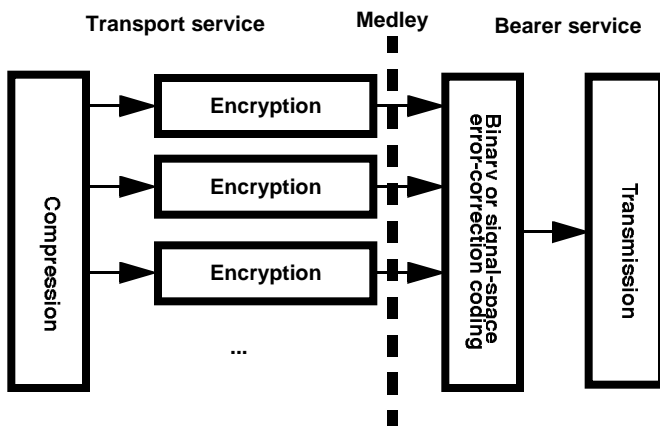 Transport service
Medley
Bearer service
Compression
Encryption
Encryption
Encryption
...
Binary or signal-space
error-correction coding
Transmission